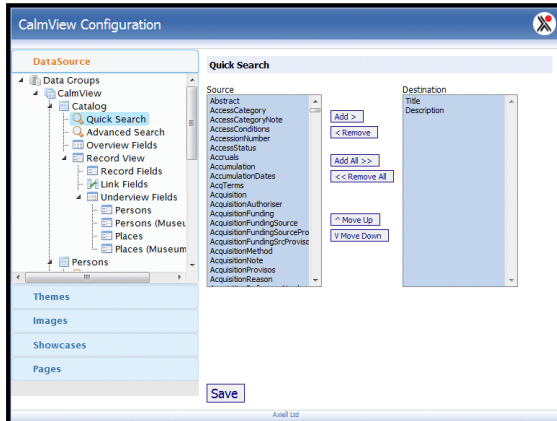 CalmView Configuration
DataSource
Data Groups
CalmView
Catalog
Quick Search
Advanced Search
Overview Fields
Record View
Record Fields
Link Fields
Underview Fields
Persons
Persons (Museu
Places
Places (Museum
Persons
Themes
Images
Showcases
Pages
Quick Search
Source
Abstract
AccessCategory
AccessCategoryNote
AccessConditions
AccessionNumber
AccessStatus
Accruals
Accumulation
AccumulationDates
AcqTerms
Acquisition
AcquisitionAuthoriser
AcquisitionFunding
AcquisitionFundingSource
AcquisitionFundingSourcePro
AcquisitionFundingSrcProvisc
AcquisitionMethod
AcquisitionNote
AcquisitionProvisos
AcquisitionReason
Add >
< Remove
Add All >>
<< Remove All
^ Move Up
V Move Down
Destination
Title
Description
Save
Axiell Ltd